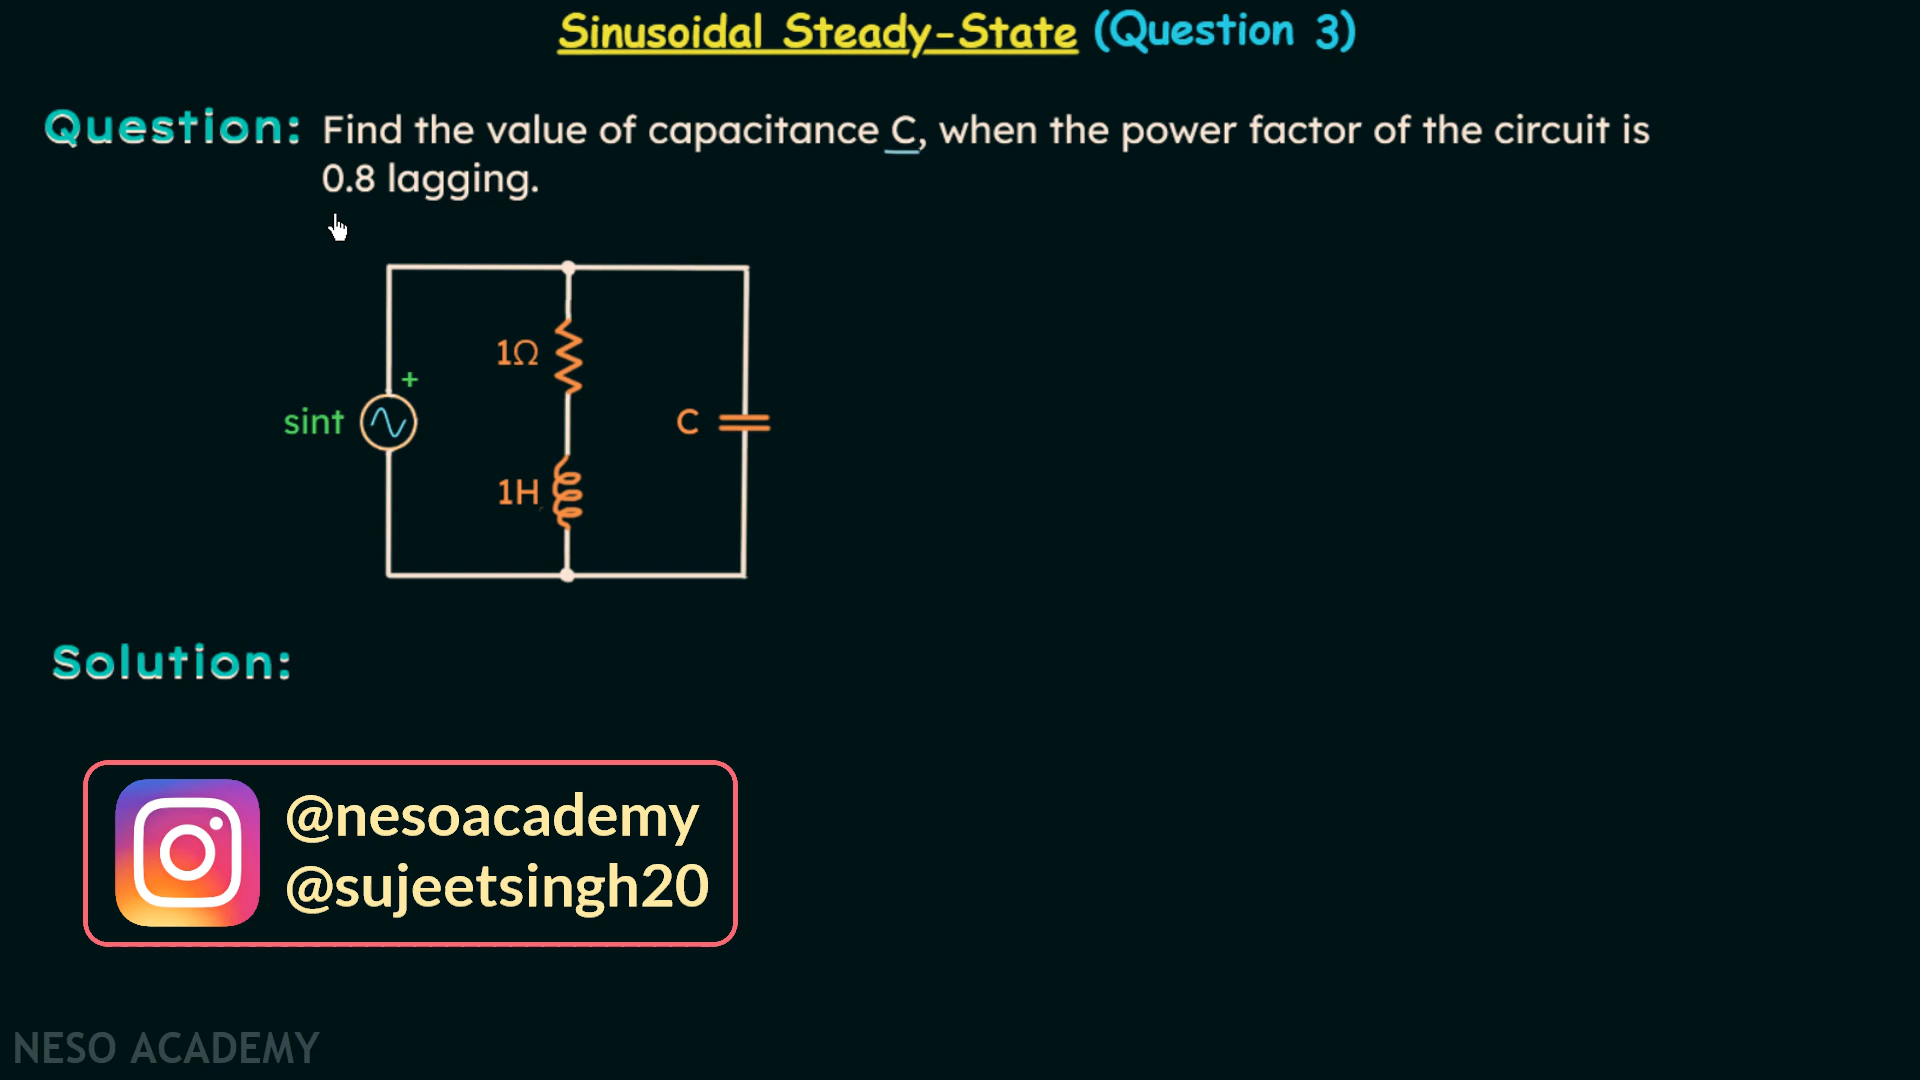 Sinusoidal Steady-State (Question 3)
Question: Find the value of capacitance C, when the power factor of the circuit is
0.8 lagging.
+
1Ω
sint
C
1H
Solution:
@nesoacademy
@sujeetsingh20
NESO ACADEMY